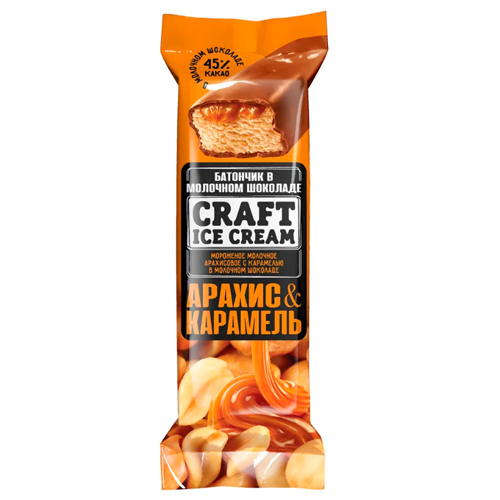 В МОЛОЧНОМ ШОКОЛАДЕ
45%
КАКАО
БАТОНЧИК В
МОЛОЧНОМ ШОКОЛАДЕ
CRAFT
ICE CREAM
МОРОЖЕНОЕ МОЛОЧНОЕ
АРАХИСОВОЕ С КАРАМЕЛЬЮ
В МОЛОЧНОМ ШОКОЛАДЕ
АРАХИС &
КАРАМЕЛЬ